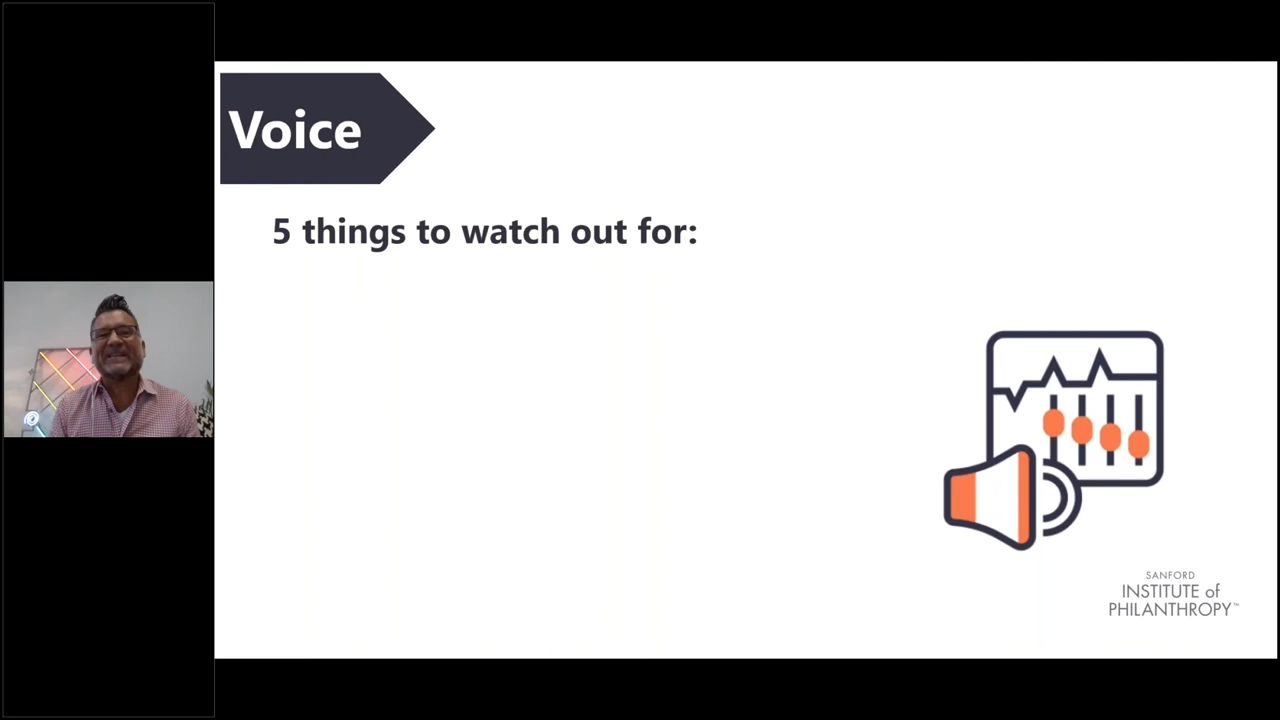 Voice
5 things to watch out for:
SANFORD
INSTITUTE of
PHILANTHROPY™